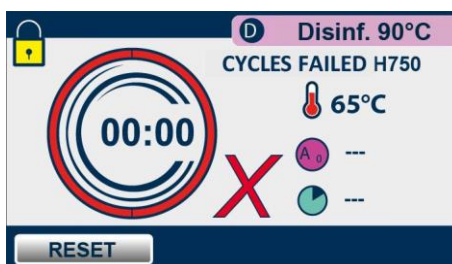 D Disinf. 90°C
CYCLES FAILED H750
65°C
00:00
A0 ---
---
RESET